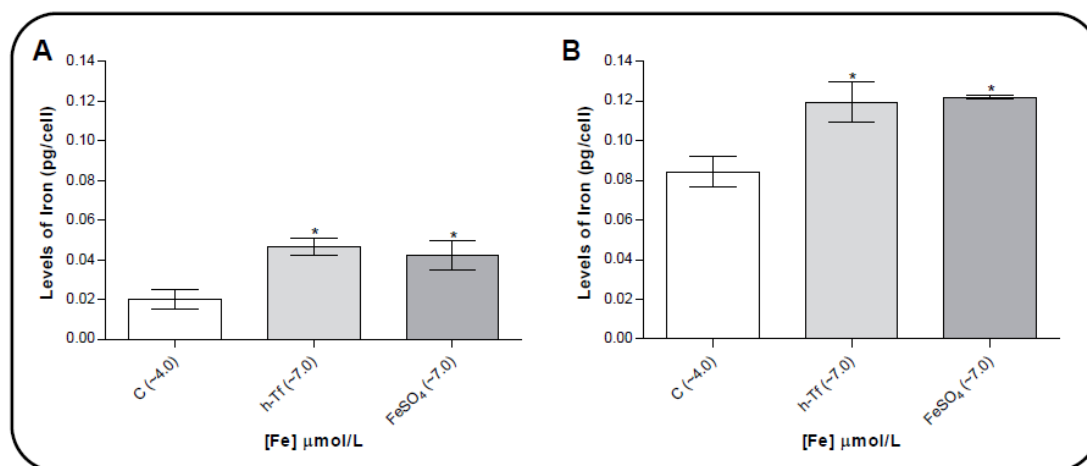 A
Levels of Iron (pg/cell)
0.14
0.12
0.10
0.08
0.06
0.04
0.02
0.00
* *
C (~4.0)
h-Tf (~7.0)
FeSO₄ (~7.0)
[Fe] μmol/L
B
Levels of Iron (pg/cell)
0.14
0.12
0.10
0.08
0.06
0.04
0.02
0.00
* *
C (~4.0)
h-Tf (~7.0)
FeSO₄ (~7.0)
[Fe] μmol/L